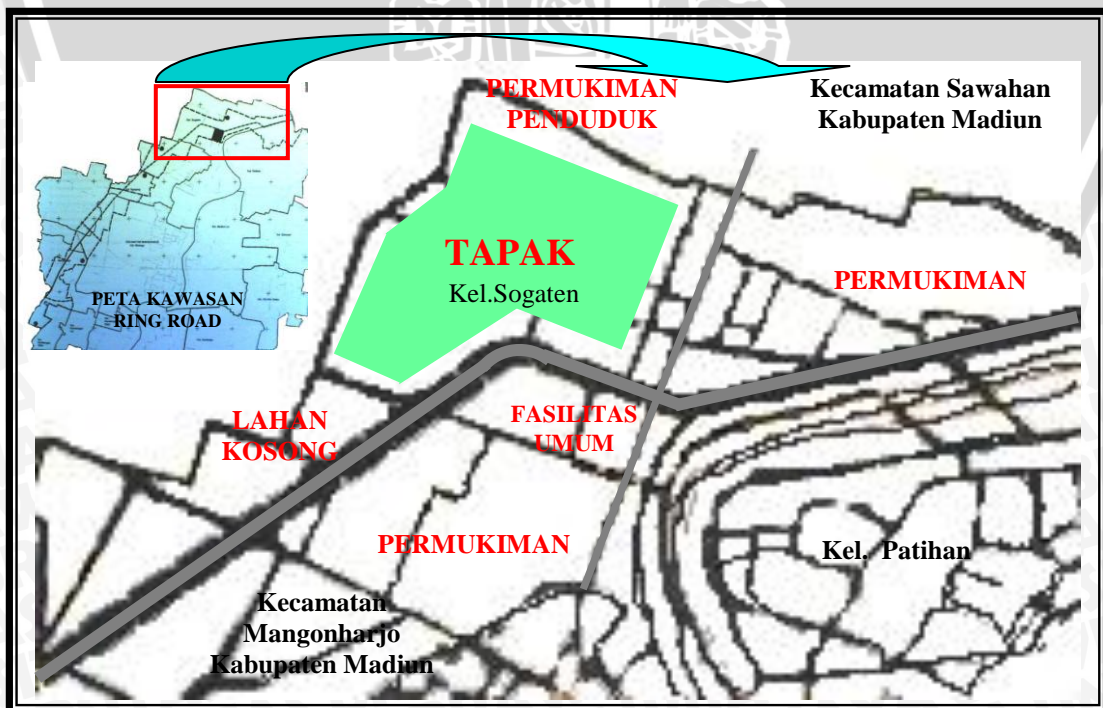 PERMUKIMAN
PENDUDUK
Kecamatan Sawahan
Kabupaten Madiun
TAPAK
Kel.Sogaten
PERMUKIMAN
PETA KAWASAN
RING ROAD
LAHAN
KOSONG
FASILITAS
UMUM
PERMUKIMAN
Kel. Patihan
Kecamatan
Mangonharjo
Kabupaten Madiun